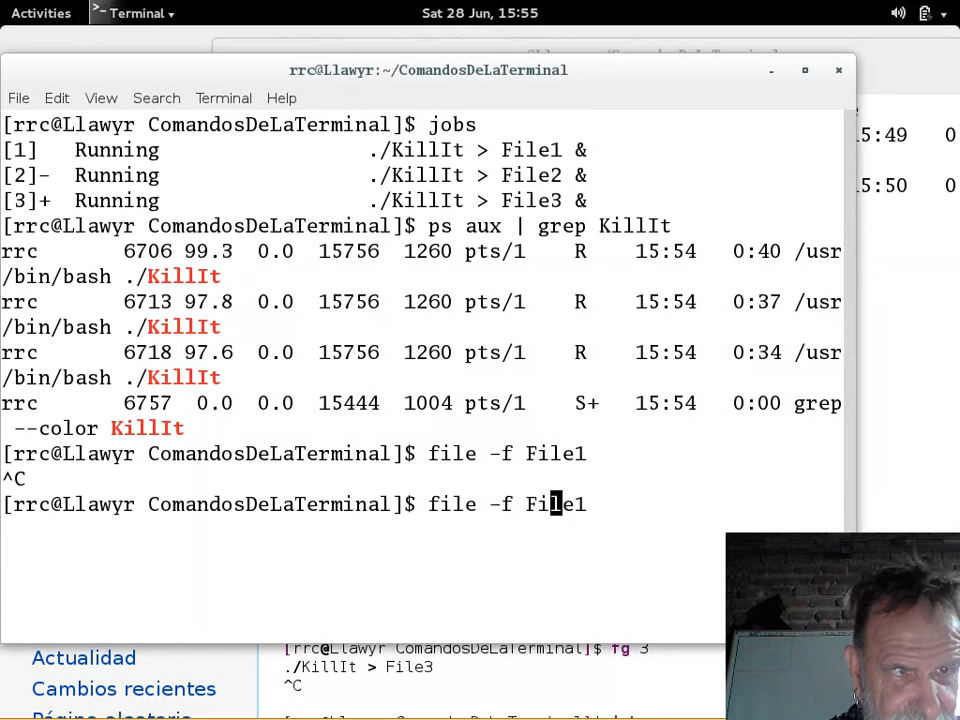 Activities >_ Terminal Sat 28 Jun, 15:55
rrc@Llawyr:~/ComandosDeLaTerminal
File Edit View Search Terminal Help
[rrc@Llawyr ComandosDeLaTerminal]$ jobs
[1]   Running                 ./KillIt > File1 &
[2]-  Running                 ./KillIt > File2 &
[3]+  Running                 ./KillIt > File3 &
[rrc@Llawyr ComandosDeLaTerminal]$ ps aux | grep KillIt
rrc       6706 99.3  0.0  15756  1260 pts/1    R    15:54   0:40 /usr
/bin/bash ./KillIt
rrc       6713 97.8  0.0  15756  1260 pts/1    R    15:54   0:37 /usr
/bin/bash ./KillIt
rrc       6718 97.6  0.0  15756  1260 pts/1    R    15:54   0:34 /usr
/bin/bash ./KillIt
rrc       6757  0.0  0.0  15444  1004 pts/1    S+   15:54   0:00 grep
 --color KillIt
[rrc@Llawyr ComandosDeLaTerminal]$ file -f File1
^C
[rrc@Llawyr ComandosDeLaTerminal]$ file -f File1
15:49 0
15:50 0
Actualidad
Cambios recientes
[rrc@Llawyr ComandosDeLaTerminal]$ fg 3
./KillIt > File3
^C